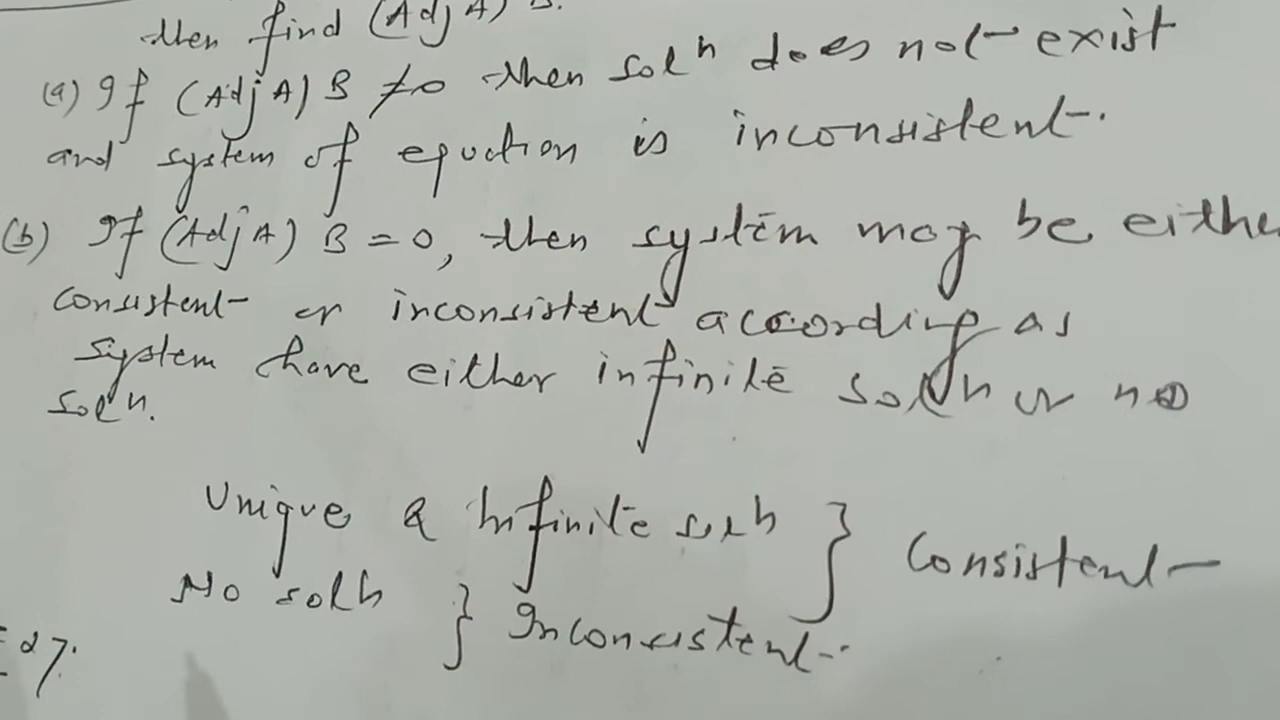 then find (Adj A) B.
(a) If (Adj A) B ≠0 then solⁿ does not exist
and system of equation is inconsistent.
(b) If (Adj A) B = 0, then system may be eithe
consistent or inconsistent according as
system have either infinite solⁿ or no
solⁿ.
Unique & Infinite solⁿ } Consistent
No solⁿ } Inconsistent.